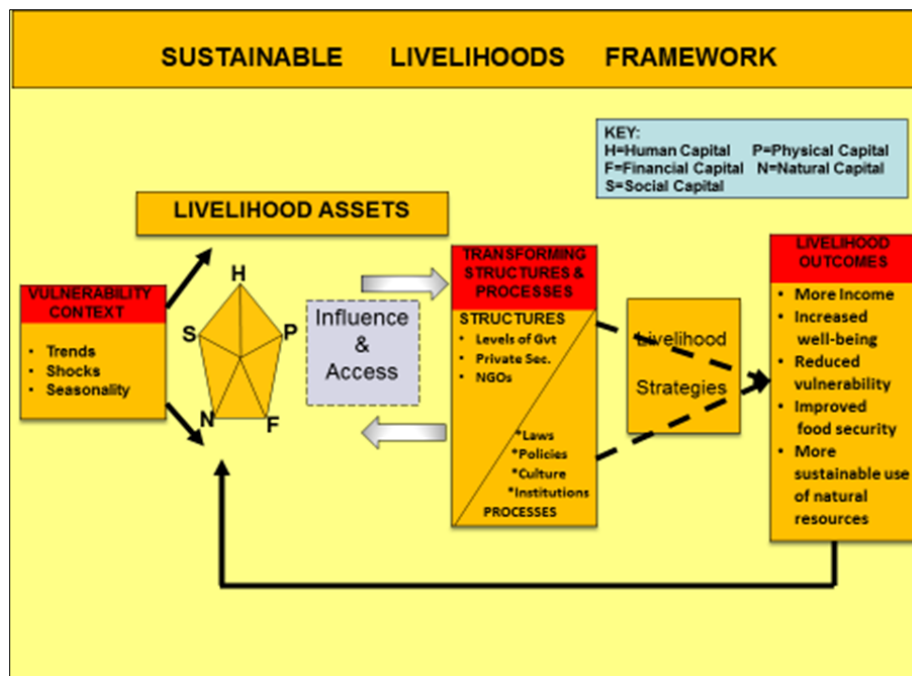 SUSTAINABLE LIVELIHOODS FRAMEWORK
KEY:
H=Human Capital P=Physical Capital
F=Financial Capital N=Natural Capital
S=Social Capital
LIVELIHOOD ASSETS
VULNERABILITY
CONTEXT
• Trends
• Shocks
• Seasonality
H
S
P
N
F
Influence
&
Access
TRANSFORMING
STRUCTURES &
PROCESSES
STRUCTURES
• Levels of Gvt
• Private Sec.
• NGOs
*Laws
*Policies
*Culture
*Institutions
PROCESSES
Livelihood
Strategies
LIVELIHOOD
OUTCOMES
• More Income
• Increased
well-being
• Reduced
vulnerability
• Improved
food security
• More
sustainable use
of natural
resources